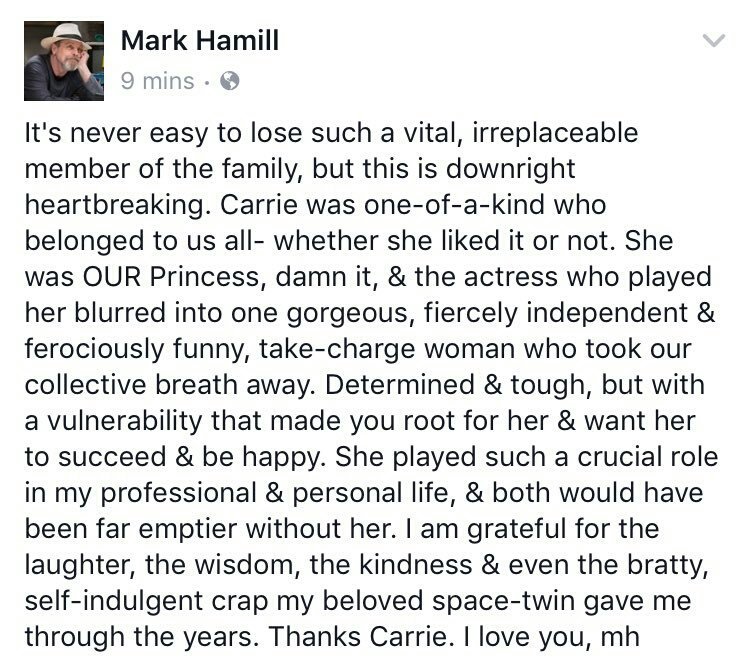 Mark Hamill
9 mins ·
It's never easy to lose such a vital, irreplaceable
member of the family, but this is downright
heartbreaking. Carrie was one-of-a-kind who
belonged to us all- whether she liked it or not. She
was OUR Princess, damn it, & the actress who played
her blurred into one gorgeous, fiercely independent &
ferociously funny, take-charge woman who took our
collective breath away. Determined & tough, but with
a vulnerability that made you root for her & want her
to succeed & be happy. She played such a crucial role
in my professional & personal life, & both would have
been far emptier without her. I am grateful for the
laughter, the wisdom, the kindness & even the bratty,
self-indulgent crap my beloved space-twin gave me
through the years. Thanks Carrie. I love you, mh